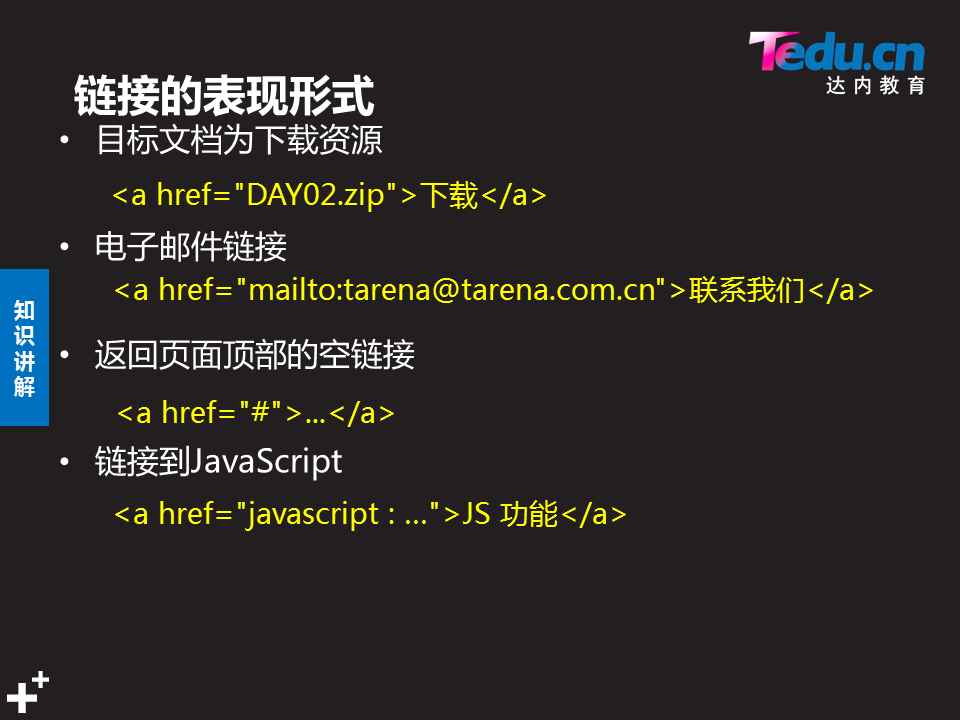 Tedu.cn
达内教育
链接的表现形式
• 目标文档为下载资源
<a href="DAY02.zip">下载</a>
• 电子邮件链接
<a href="mailto:tarena@tarena.com.cn">联系我们</a>
• 返回页面顶部的空链接
<a href="#">...</a>
• 链接到JavaScript
<a href="javascript : …">JS 功能</a>
知识讲解